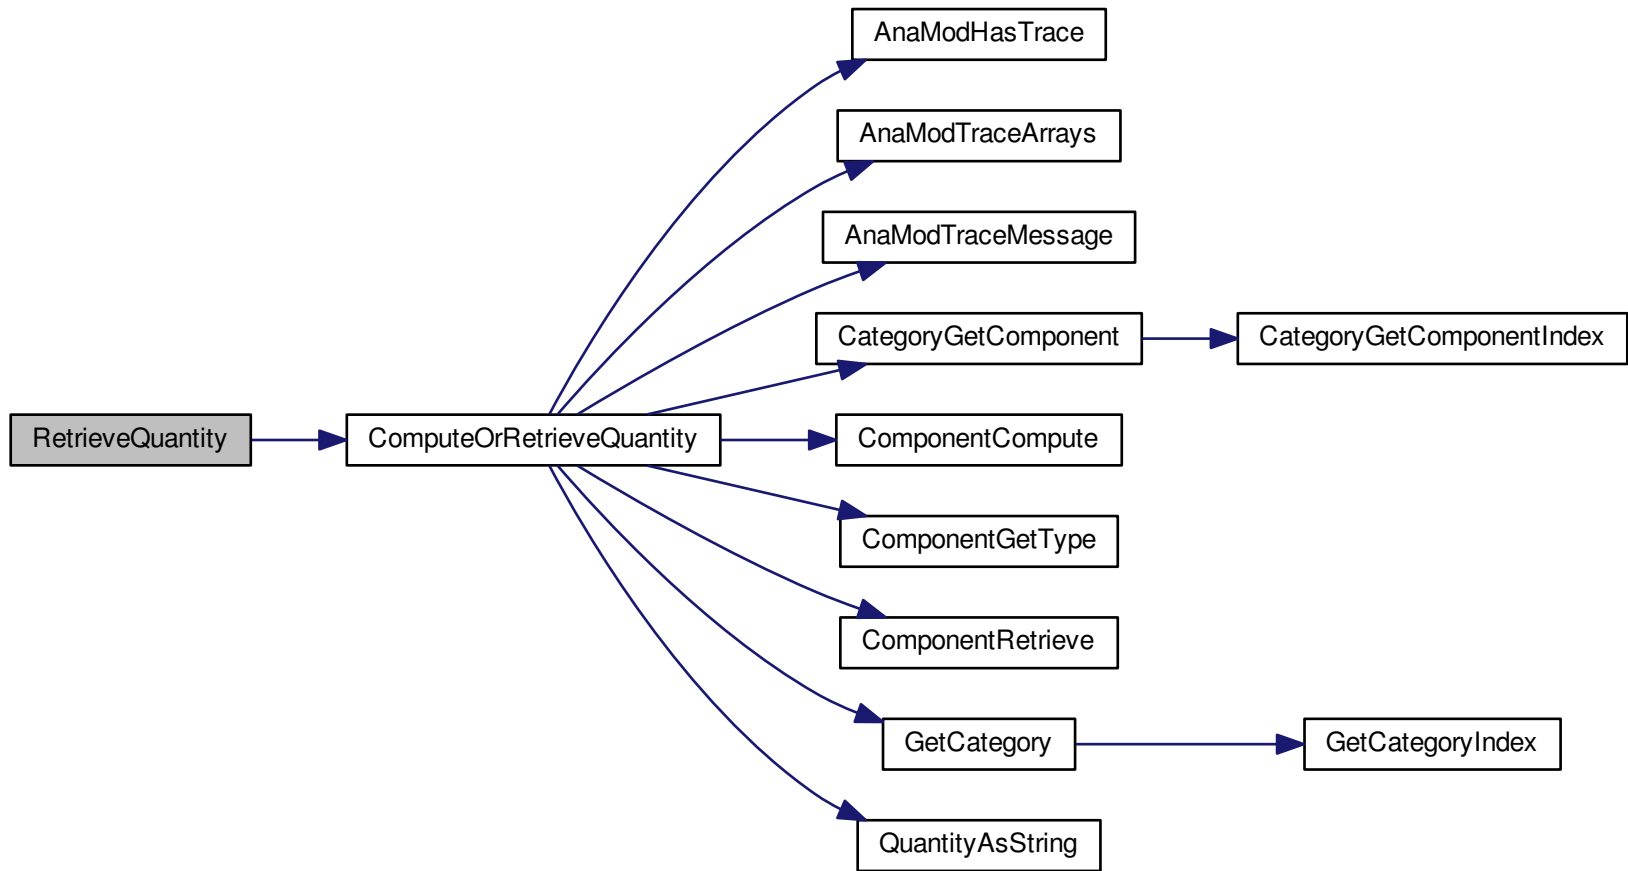 AnaModHasTrace
AnaModTraceArrays
AnaModTraceMessage
CategoryGetComponent
CategoryGetComponentIndex
RetrieveQuantity
ComputeOrRetrieveQuantity
ComponentCompute
ComponentGetType
ComponentRetrieve
GetCategory
GetCategoryIndex
QuantityAsString